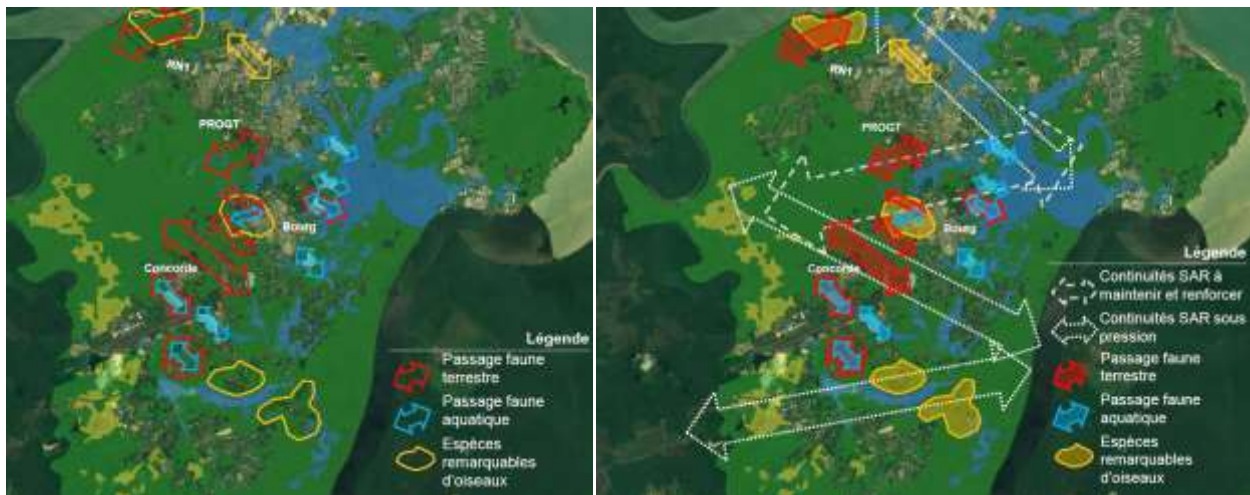 RN1
PROGT
Bourg
Concorde
Légende
Passage faune
terrestre
Passage faune
aquatique
Espèces
remarquables
d'oiseaux
RN1
PROGT
Bourg
Concorde
Légende
Continuités SAR à
maintenir et renforcer
Continuités SAR sous
pression
Passage faune
terrestre
Passage faune
aquatique
Espèces
remarquables
d'oiseaux